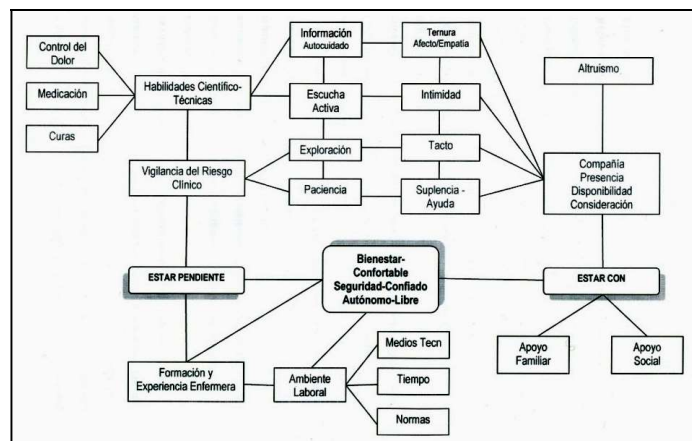 Control del
Dolor
Medicación
Curas
Habilidades Científico-
Técnicas
Vigilancia del Riesgo
Clínico
Información
Autocuidado
Escucha
Activa
Exploración
Paciencia
Ternura
Afecto/Empatía
Intimidad
Tacto
Suplencia -
Ayuda
Altruismo
Compañía
Presencia
Disponibilidad
Consideración
ESTAR PENDIENTE
Bienestar-
Confortable
Seguridad-Confiado
Autónomo-Libre
ESTAR CON
Formación y
Experiencia Enfermera
Ambiente
Laboral
Medios Tecn
Tiempo
Normas
Apoyo
Familiar
Apoyo
Social